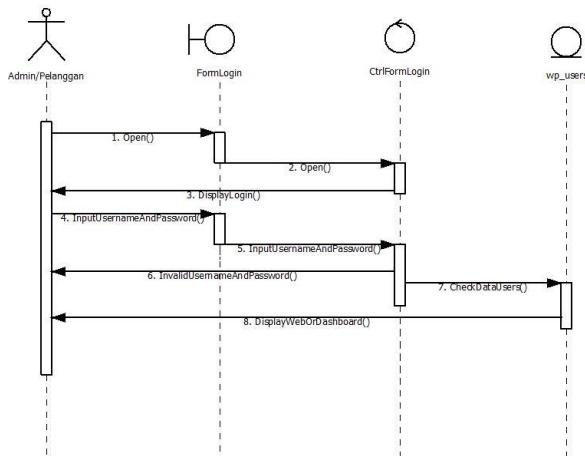 Admin/Pelanggan
FormLogin
CtrlFormLogin
wp_users
1. Open()
2. Open()
3. DisplayLogin()
4. InputUsernameAndPassword()
5. InputUsernameAndPassword()
6. InvalidUsernameAndPassword()
7. CheckDataUsers()
8. DisplayWebOrDashboard()